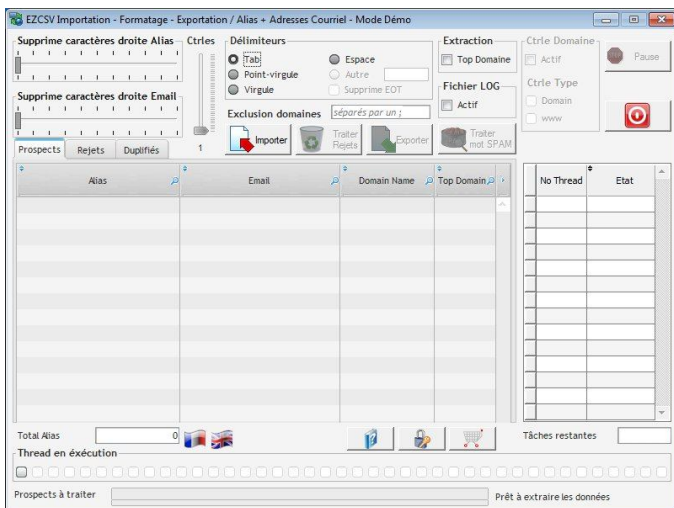 EZCSV Importation - Formatage - Exportation / Alias + Adresses Courriel - Mode Démo
Supprime caractères droite Alias
Ctrles
Délimiteurs
Extraction
Ctrle Domaine
Tab
Espace
Top Domaine
Actif
Pause
Point-virgule
Autre
Virgule
Supprime EOT
Fichier LOG
Ctrle Type
Supprime caractères droite Email
Actif
Domain
Exclusion domaines
séparés par un ;
www
Importer
Traiter
Rejets
Exporter
Traiter
mot SPAM
1
Prospects
Rejets
Duplifiés
Alias
Email
Domain Name
Top Domain
No Thread
Etat
Total Alias
0
Tâches restantes
Thread en éxécution
Prospects à traiter
Prêt à extraire les données